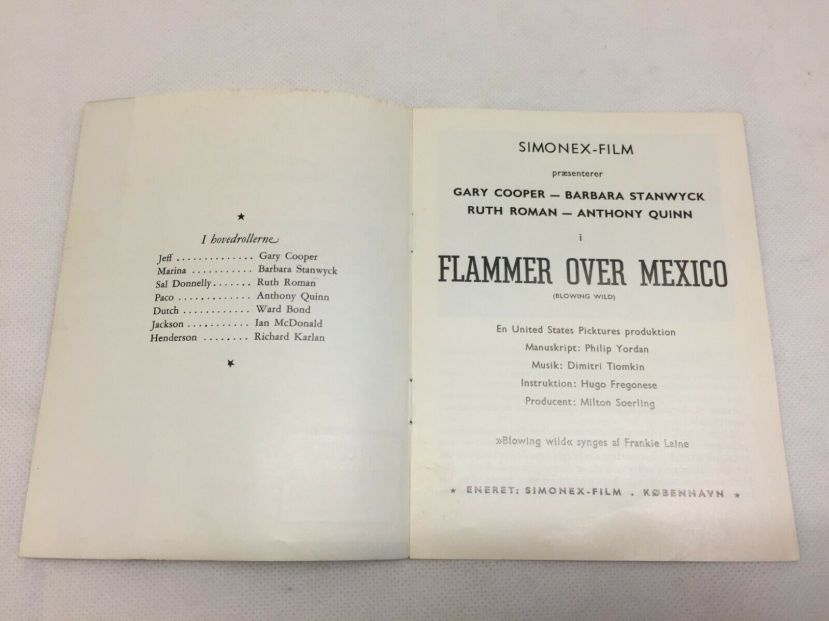 ★
I hovedrollerne
Jeff . . . . . . . . . . . . . . Gary Cooper
Marina . . . . . . . . . . . Barbara Stanwyck
Sal Donnelly . . . . . . . Ruth Roman
Paco . . . . . . . . . . . . . Anthony Quinn
Dutch . . . . . . . . . . . . Ward Bond
Jackson . . . . . . . . . . . Ian McDonald
Henderson . . . . . . . . Richard Karlan
★
SIMONEX-FILM
præsenterer
GARY COOPER — BARBARA STANWYCK
RUTH ROMAN — ANTHONY QUINN
i
FLAMMER OVER MEXICO
(BLOWING WILD)
En United States Picktures produktion
Manuskript: Philip Yordan
Musik: Dimitri Tiomkin
Instruktion: Hugo Fregonese
Producent: Milton Soerling
»Blowing wild« synges af Frankie Laine
★ ENERET: SIMONEX-FILM . KØBENHAVN ★